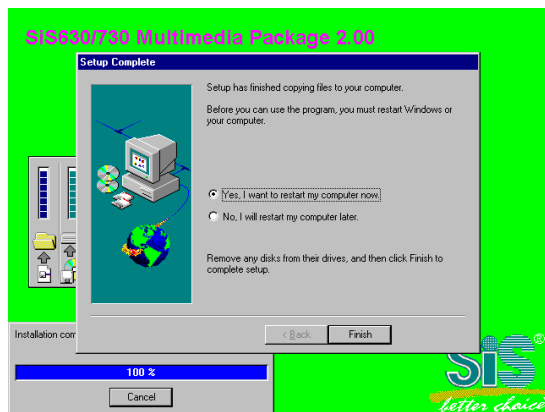 SiS630/730 Multimedia Package 2.00
Setup Complete
Setup has finished copying files to your computer.
Before you can use the program, you must restart Windows or
your computer.
Yes, I want to restart my computer now.
No, I will restart my computer later.
Remove any disks from their drives, and then click Finish to
complete setup.
< Back
Finish
Installation com
100 %
Cancel
SiS®
better choice